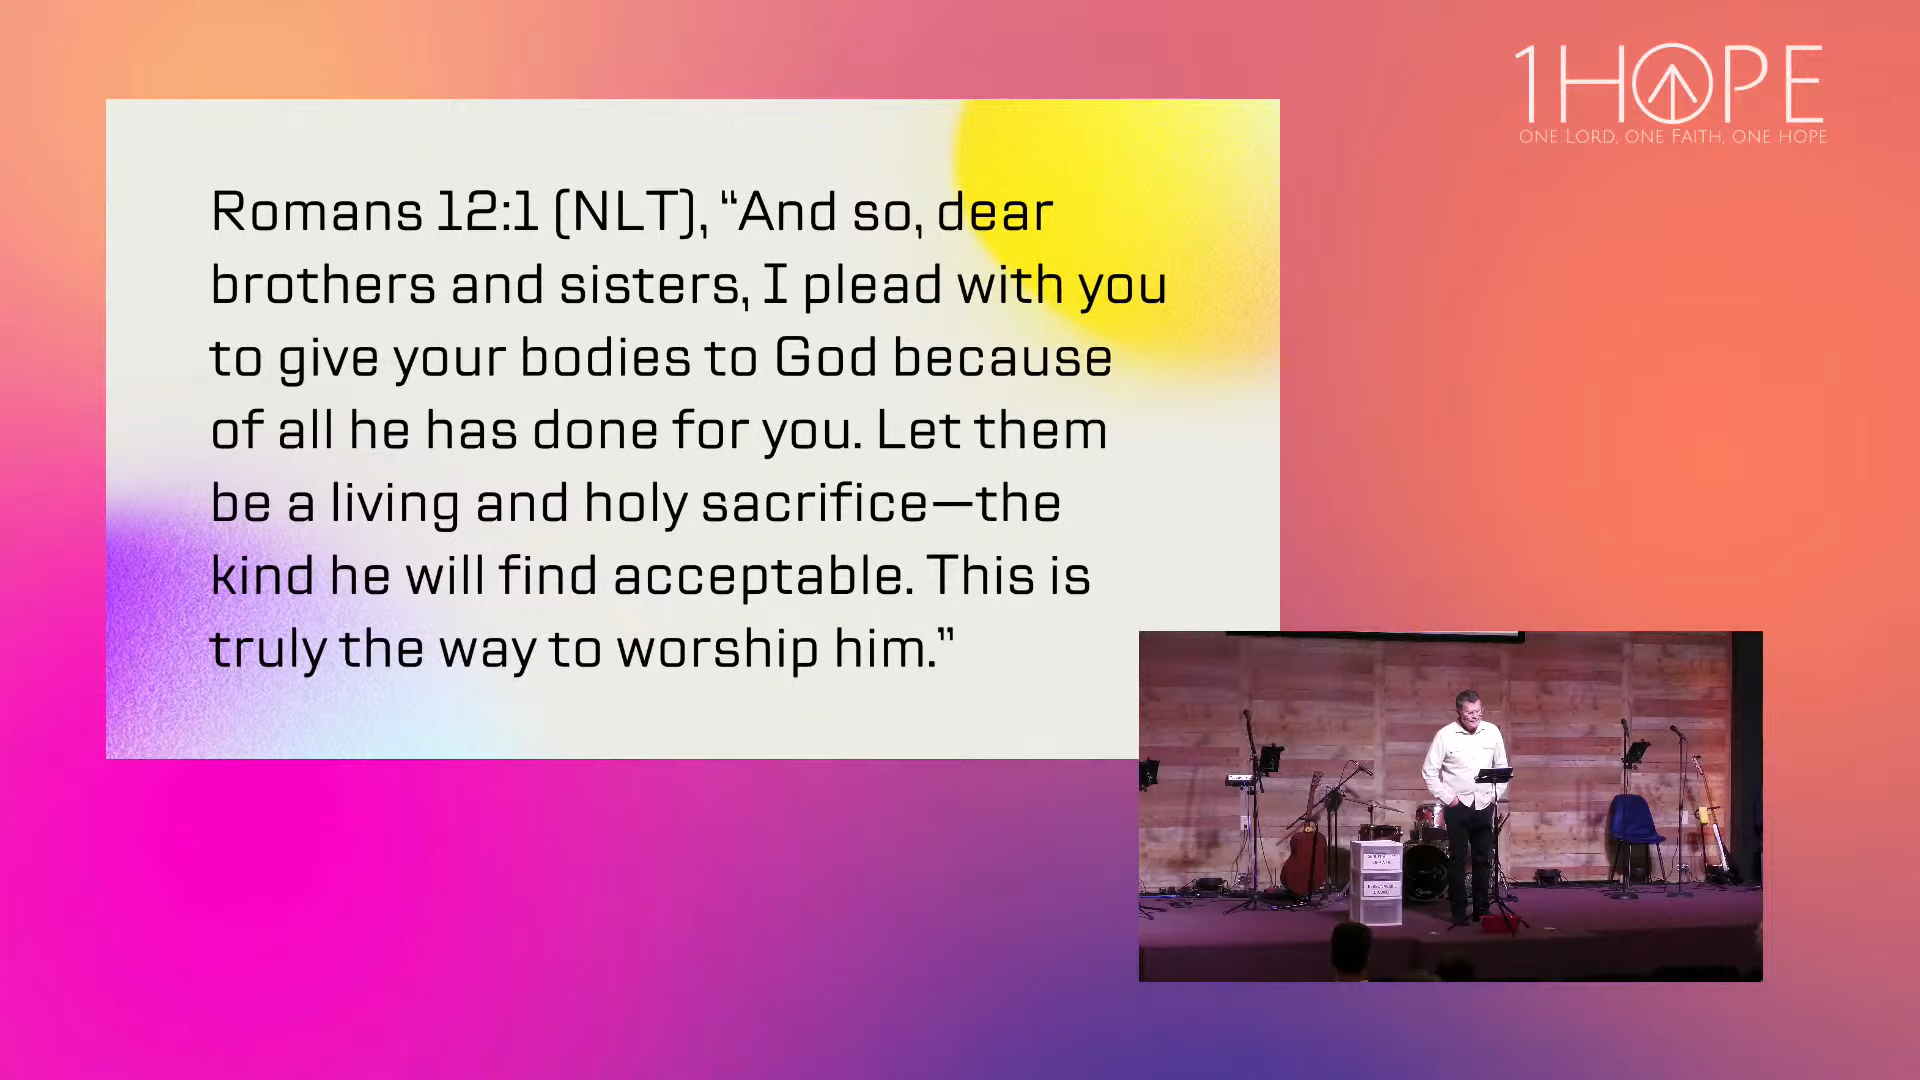 1HOPE
ONE LORD, ONE FAITH, ONE HOPE
Romans 12:1 (NLT), “And so, dear
brothers and sisters, I plead with you
to give your bodies to God because
of all he has done for you. Let them
be a living and holy sacrifice—the
kind he will find acceptable. This is
truly the way to worship him.”